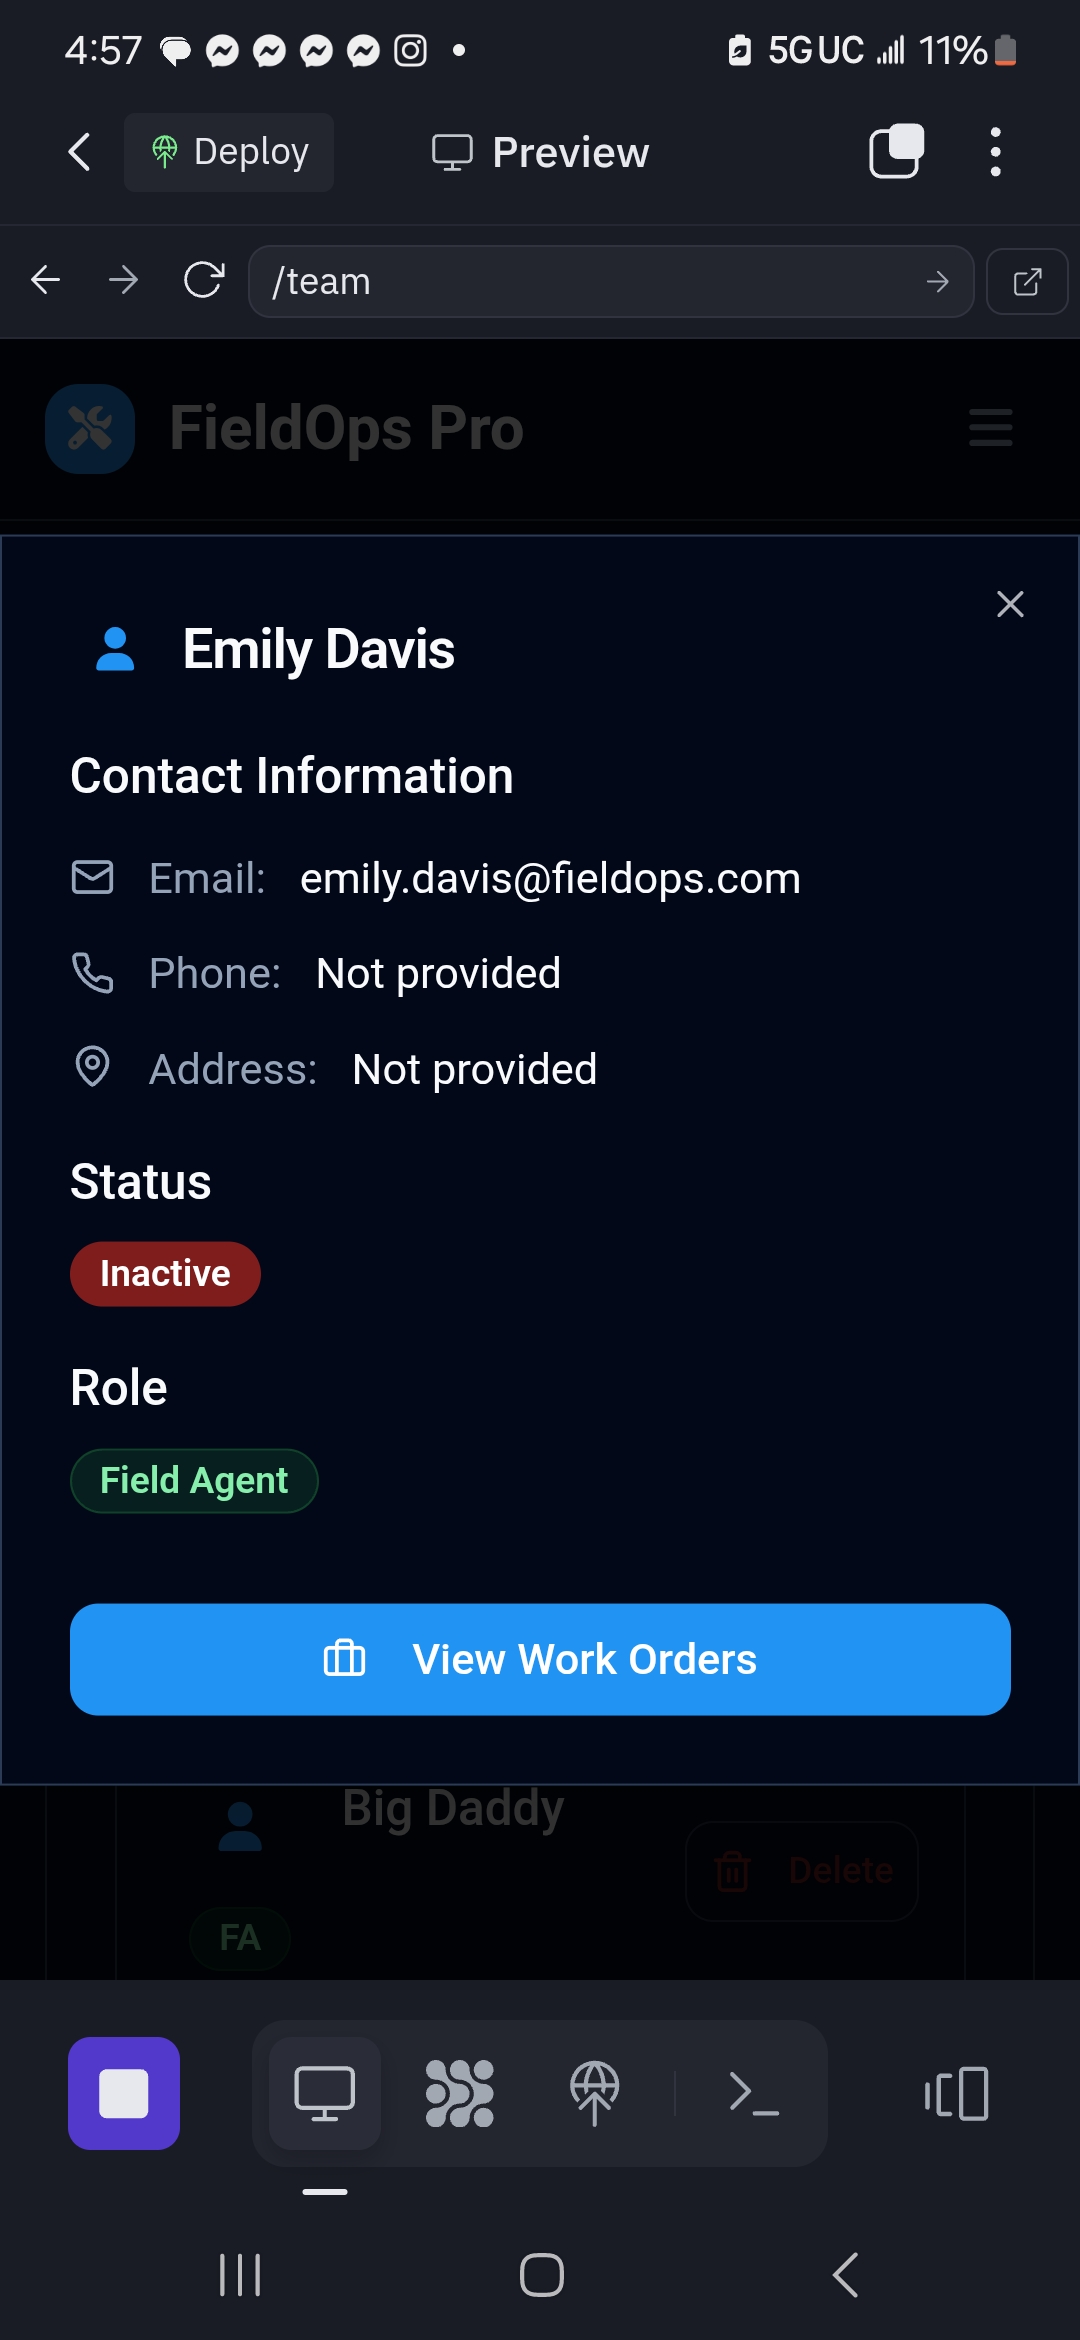 4:57
5G UC 11%
Deploy
Preview
/team
FieldOps Pro
Emily Davis
Contact Information
Email: emily.davis@fieldops.com
Phone: Not provided
Address: Not provided
Status
Inactive
Role
Field Agent
View Work Orders
Big Daddy
Delete
FA